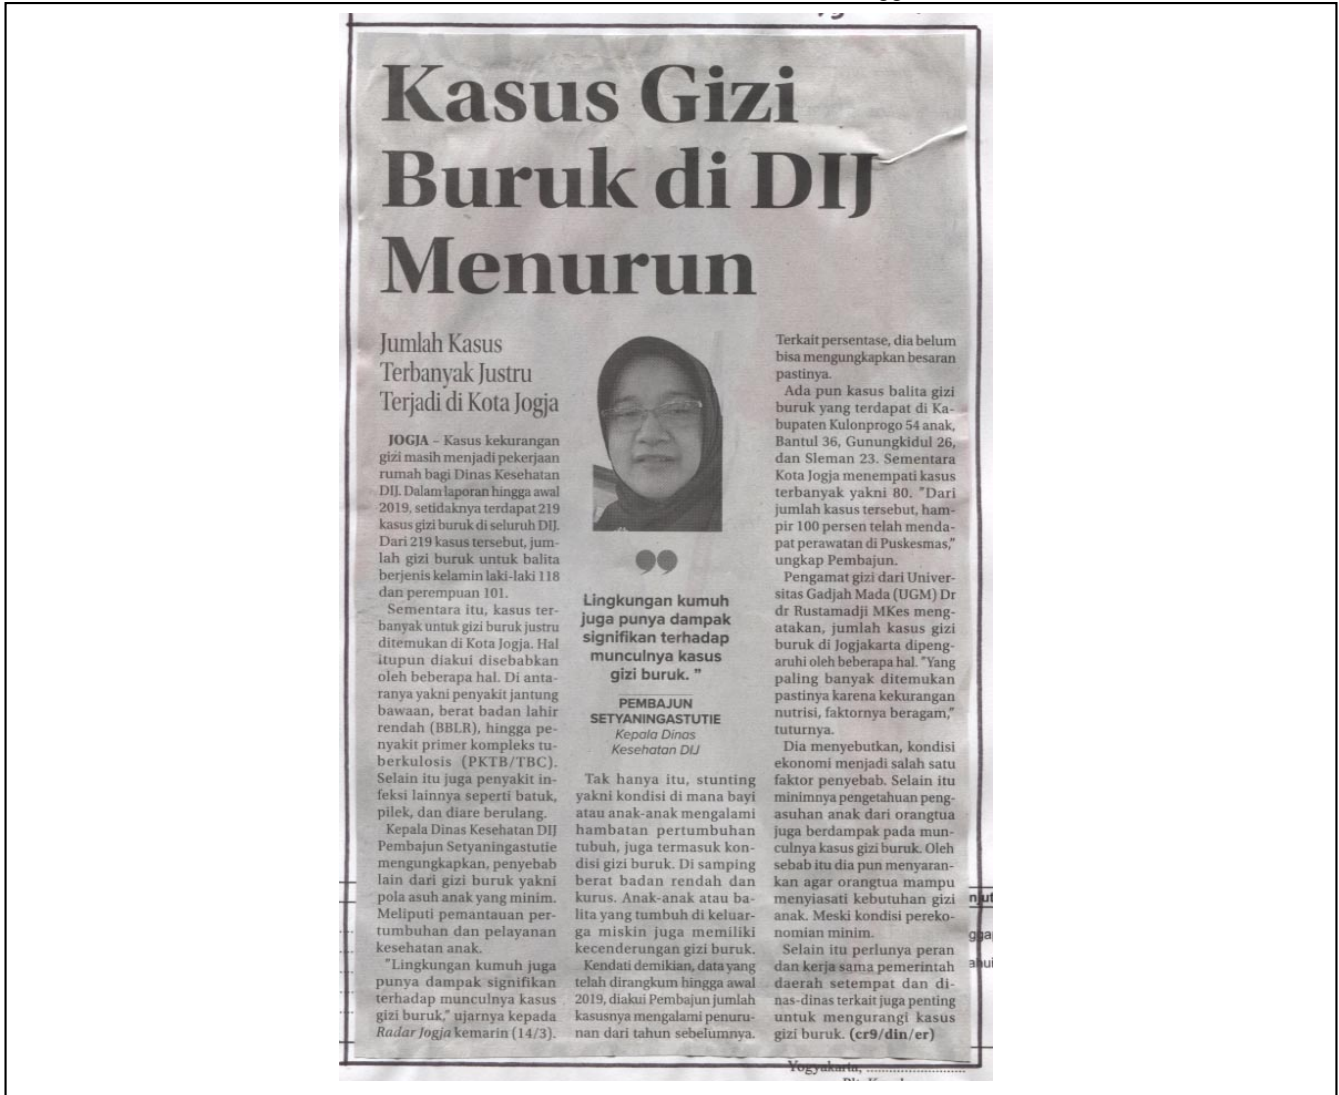 Kasus Gizi
Buruk di DIJ
Menurun
Jumlah Kasus
Terbanyak Justru
Terjadi di Kota Jogja
JOGJA – Kasus kekurangan
gizi masih menjadi pekerjaan
rumah bagi Dinas Kesehatan
DIJ. Dalam laporan hingga awal
2019, setidaknya terdapat 219
kasus gizi buruk di seluruh DIJ.
Dari 219 kasus tersebut, jum-
lah gizi buruk untuk balita
berjenis kelamin laki-laki 118
dan perempuan 101.
Sementara itu, kasus ter-
banyak untuk gizi buruk justru
ditemukan di Kota Jogja. Hal
itupun diakui disebabkan
oleh beberapa hal. Di anta-
ranya yakni penyakit jantung
bawaan, berat badan lahir
rendah (BBLR), hingga pe-
nyakit primer kompleks tu-
berkulosis (PKTB/TBC).
Selain itu juga penyakit in-
feksi lainnya seperti batuk,
pilek, dan diare berulang.
Kepala Dinas Kesehatan DIJ
Pembajun Setyaningastutie
mengungkapkan, penyebab
lain dari gizi buruk yakni
pola asuh anak yang minim.
Meliputi pemantauan per-
tumbuhan dan pelayanan
kesehatan anak.
"Lingkungan kumuh juga
punya dampak signifikan
terhadap munculnya kasus
gizi buruk," ujarnya kepada
Radar Jogja kemarin (14/3).
”
Lingkungan kumuh
juga punya dampak
signifikan terhadap
munculnya kasus
gizi buruk. ”
PEMBAJUN
SETYANINGASTUTIE
Kepala Dinas
Kesehatan DIJ
Tak hanya itu, stunting
yakni kondisi di mana bayi
atau anak-anak mengalami
hambatan pertumbuhan
tubuh, juga termasuk kon-
disi gizi buruk. Di samping
berat badan rendah dan
kurus. Anak-anak atau ba-
lita yang tumbuh di keluar-
ga miskin juga memiliki
kecenderungan gizi buruk.
Kendati demikian, data yang
telah dirangkum hingga awal
2019, diakui Pembajun jumlah
kasusnya mengalami penuru-
nan dari tahun sebelumnya.
Terkait persentase, dia belum
bisa mengungkapkan besaran
pastinya.
Ada pun kasus balita gizi
buruk yang terdapat di Ka-
bupaten Kulonprogo 54 anak,
Bantul 36, Gunungkidul 26,
dan Sleman 23. Sementara
Kota Jogja menempati kasus
terbanyak yakni 80. "Dari
jumlah kasus tersebut, ham-
pir 100 persen telah menda-
pat perawatan di Puskesmas,"
ungkap Pembajun.
Pengamat gizi dari Univer-
sitas Gadjah Mada (UGM) Dr
dr Rustamadji MKes meng-
atakan, jumlah kasus gizi
buruk di Jogjakarta dipeng-
aruhi oleh beberapa hal. "Yang
paling banyak ditemukan
pastinya karena kekurangan
nutrisi, faktornya beragam,"
tuturnya.
Dia menyebutkan, kondisi
ekonomi menjadi salah satu
faktor penyebab. Selain itu
minimnya pengetahuan peng-
asuhan anak dari orangtua
juga berdampak pada mun-
culnya kasus gizi buruk. Oleh
sebab itu dia pun menyaran-
kan agar orangtua mampu
menyiasati kebutuhan gizi
anak. Meski kondisi pereko-
nomian minim.
Selain itu perlunya peran
dan kerja sama pemerintah
daerah setempat dan di-
nas-dinas terkait juga penting
untuk mengurangi kasus
gizi buruk. (cr9/din/er)
Yogyakarta, ..........................